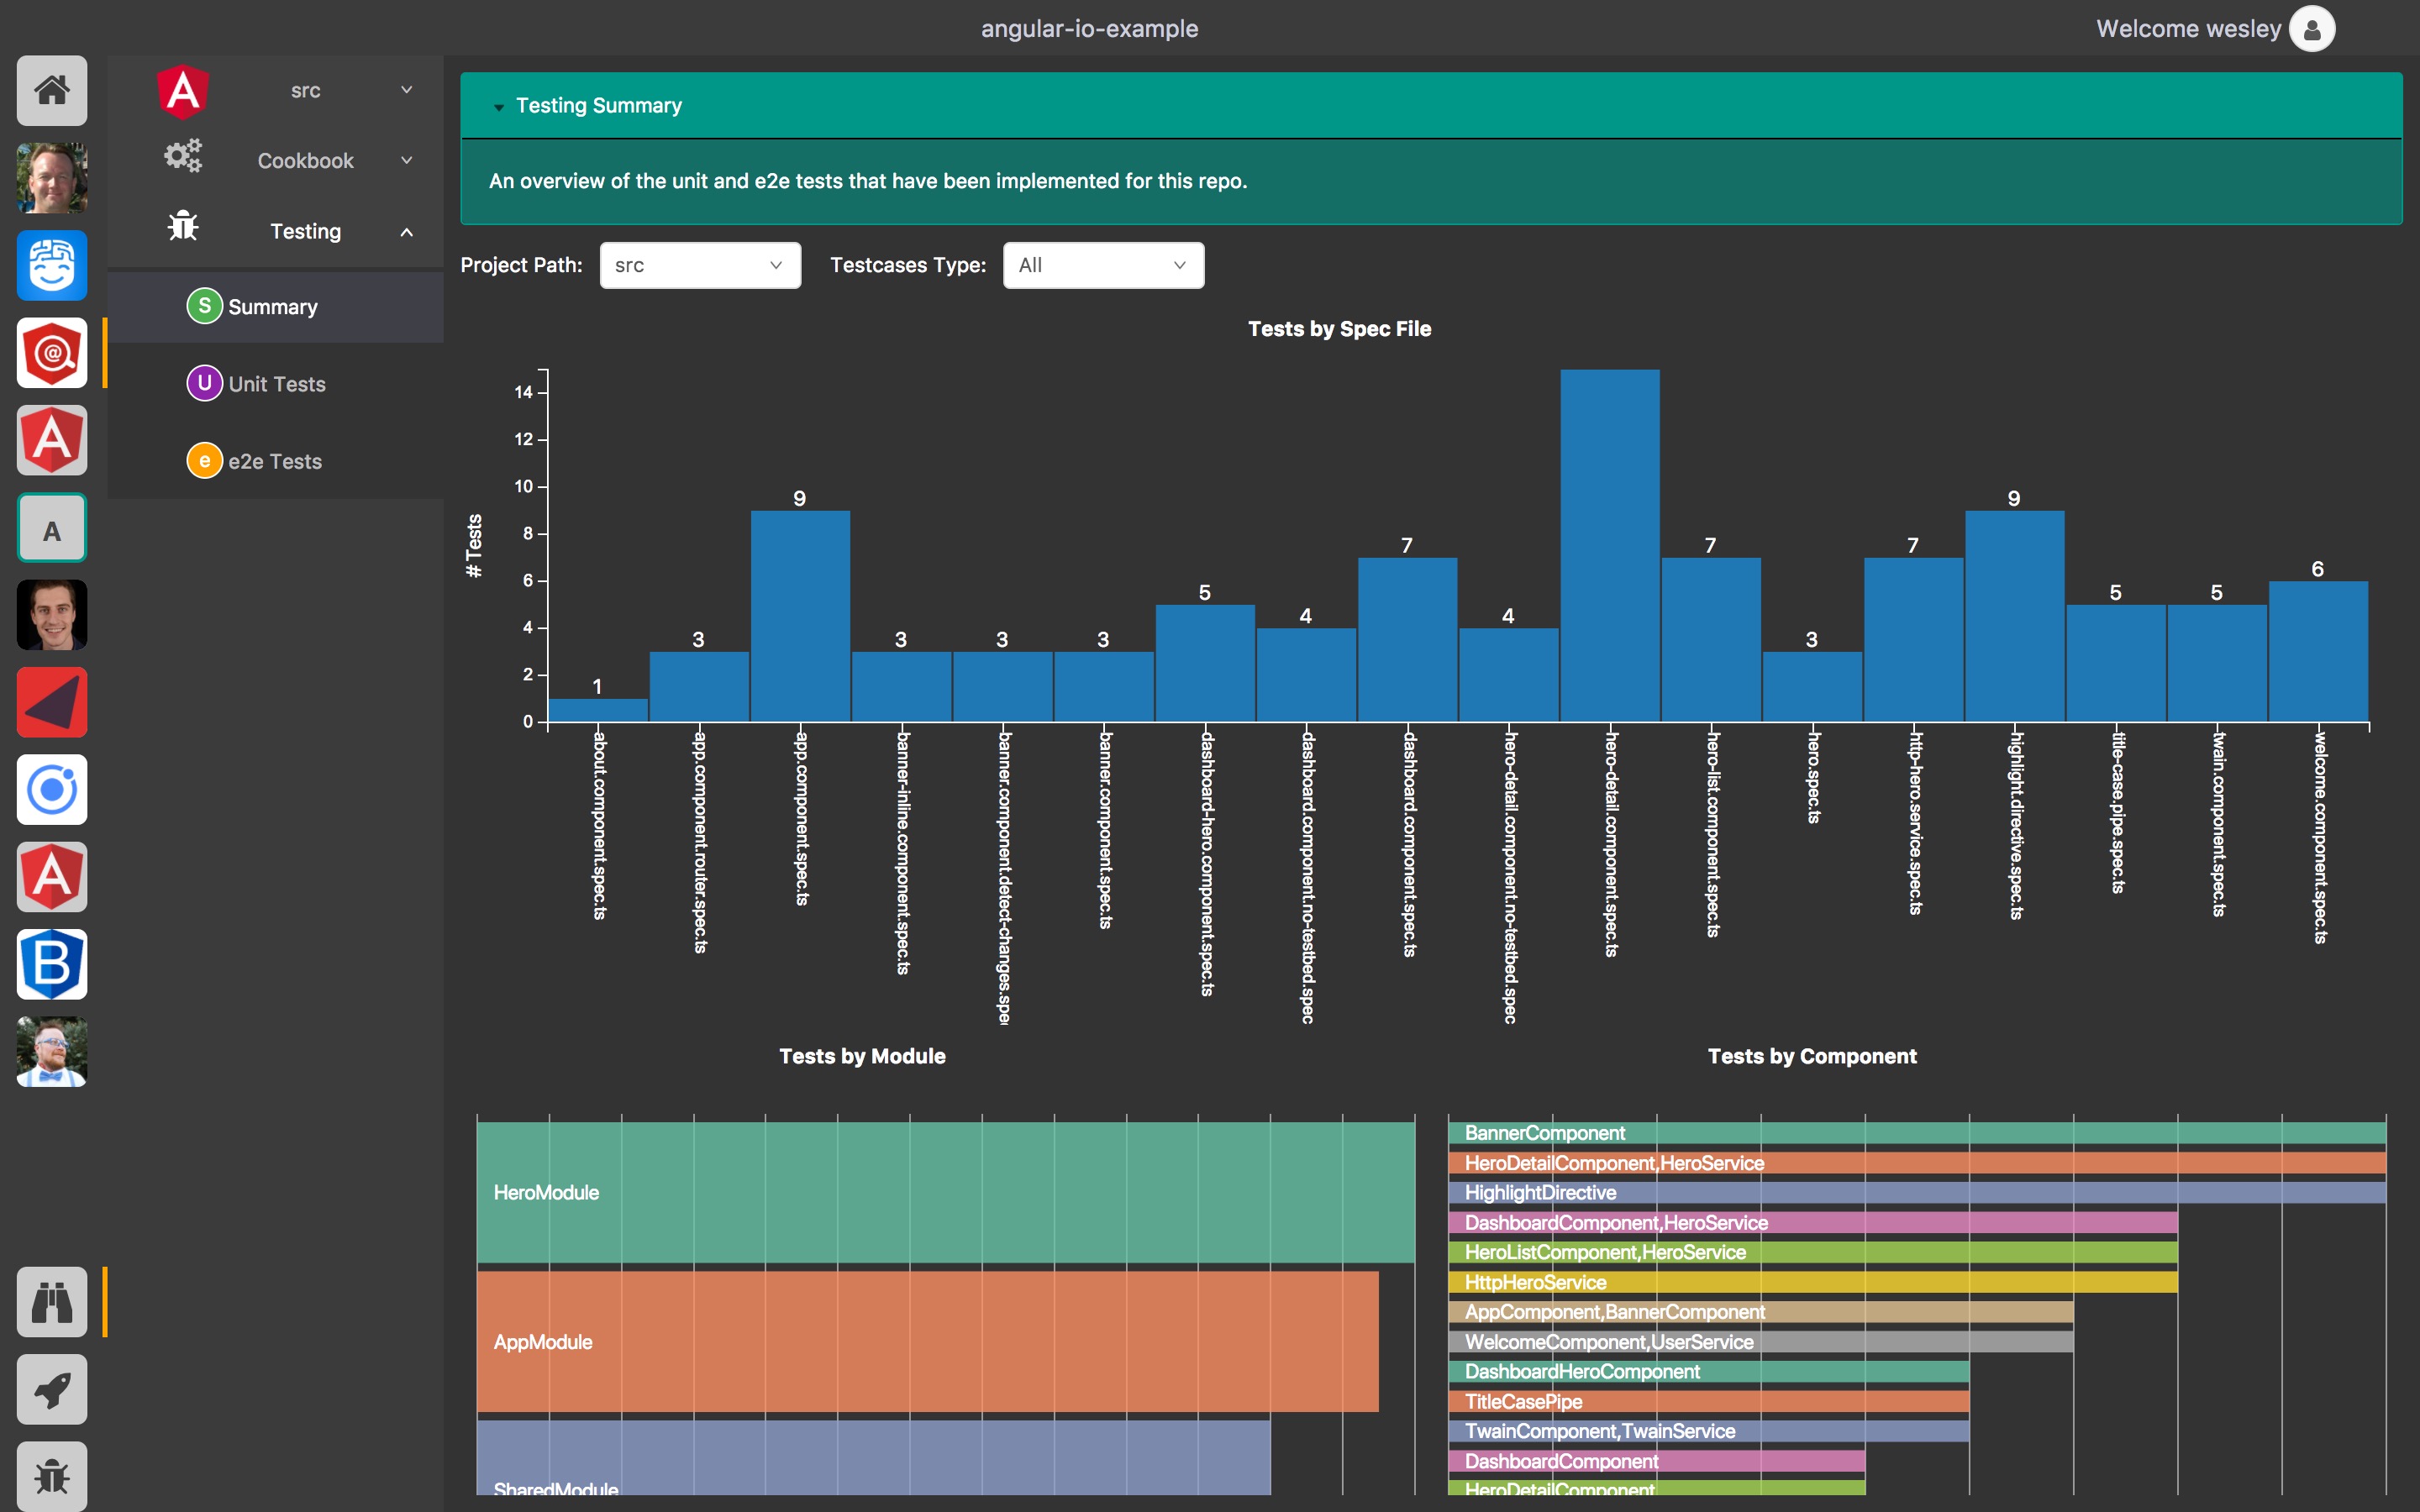 angular-io-example
Welcome wesley
src
Cookbook
Testing
S Summary
U Unit Tests
e e2e Tests
@
A
B
Testing Summary
An overview of the unit and e2e tests that have been implemented for this repo.
Project Path: src Testcases Type: All
Tests by Spec File
# Tests
14
12
10
8
6
4
2
0
1
3
9
3
3
3
5
4
7
4
7
3
7
9
5
5
6
about.component.spec.ts
app.component.router.spec.ts
app.component.spec.ts
banner-inline.component.spec.ts
banner.component.detect-changes.spe
banner.component.spec.ts
dashboard-hero.component.spec.ts
dashboard.component.no-testbed.spec
dashboard.component.spec.ts
hero-detail.component.no-testbed.spec
hero-detail.component.spec.ts
hero-list.component.spec.ts
hero.spec.ts
http-hero.service.spec.ts
highlight.directive.spec.ts
title-case.pipe.spec.ts
twain.component.spec.ts
welcome.component.spec.ts
Tests by Module
HeroModule
AppModule
SharedModule
Tests by Component
BannerComponent
HeroDetailComponent,HeroService
HighlightDirective
DashboardComponent,HeroService
HeroListComponent,HeroService
HttpHeroService
AppComponent,BannerComponent
WelcomeComponent,UserService
DashboardHeroComponent
TitleCasePipe
TwainComponent,TwainService
DashboardComponent
HeroDetailComponent